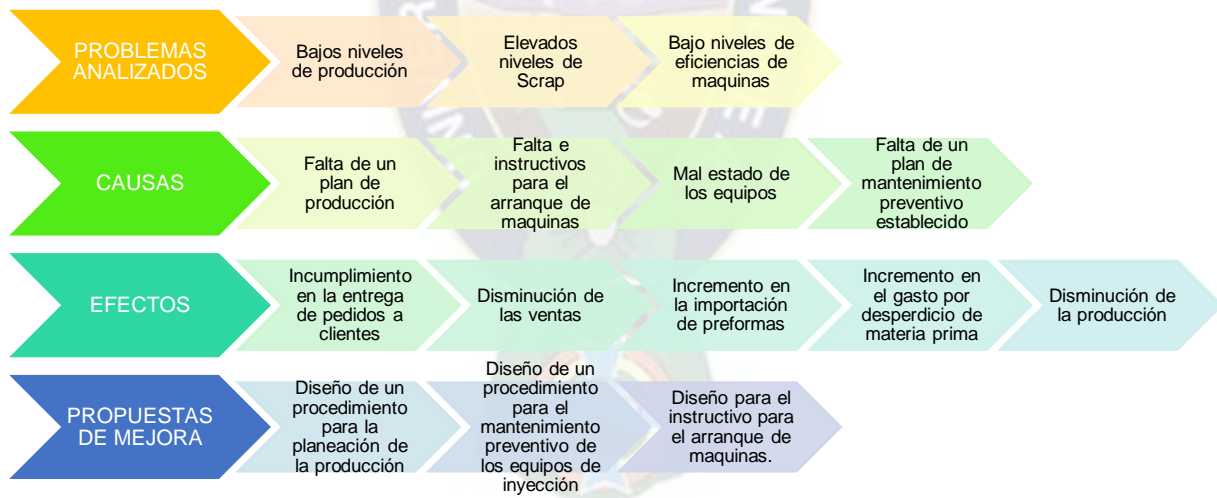 PROBLEMAS
ANALIZADOS
Bajos niveles
de producción
Elevados
niveles de
Scrap
Bajo niveles de
eficiencias de
maquinas
CAUSAS
Falta de un
plan de
producción
Falta e
instructivos
para el
arranque de
maquinas
Mal estado de
los equipos
Falta de un
plan de
mantenimiento
preventivo
establecido
EFECTOS
Incumplimiento
en la entrega
de pedidos a
clientes
Disminución de
las ventas
Incremento en
la importación
de preformas
Incremento en
el gasto por
desperdicio de
materia prima
Disminución de
la producción
PROPUESTAS
DE MEJORA
Diseño de un
procedimiento
para la
planeación de
la producción
Diseño de un
procedimiento
para el
mantenimiento
preventivo de
los equipos de
inyección
Diseño para el
instructivo para
el arranque de
maquinas.